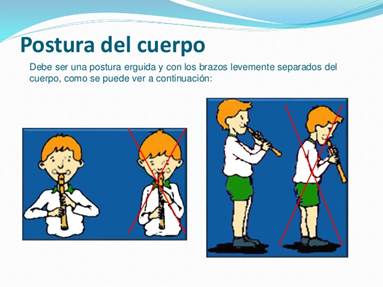 Postura del cuerpo
Debe ser una postura erguida y con los brazos levemente separados del
cuerpo, como se puede ver a continuación: